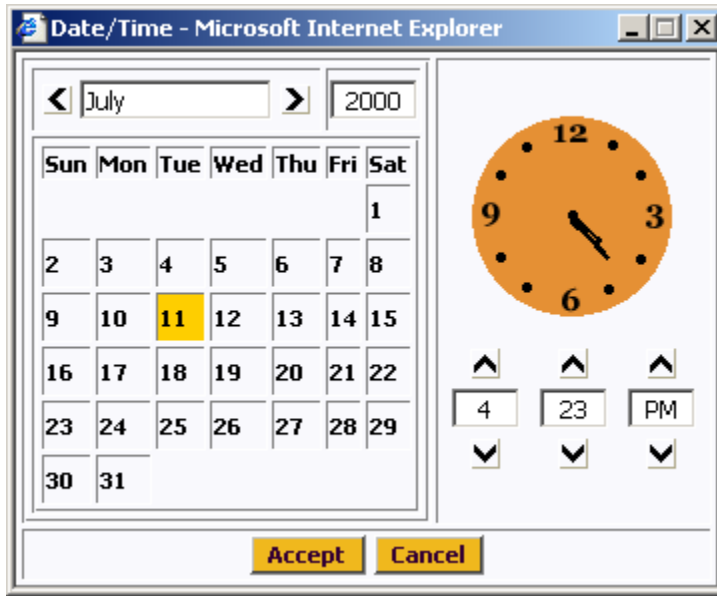 Date/Time - Microsoft Internet Explorer
July 2000
Sun Mon Tue Wed Thu Fri Sat
1
2 3 4 5 6 7 8
9 10 11 12 13 14 15
16 17 18 19 20 21 22
23 24 25 26 27 28 29
30 31
12
9 3
6
4 23 PM
Accept Cancel